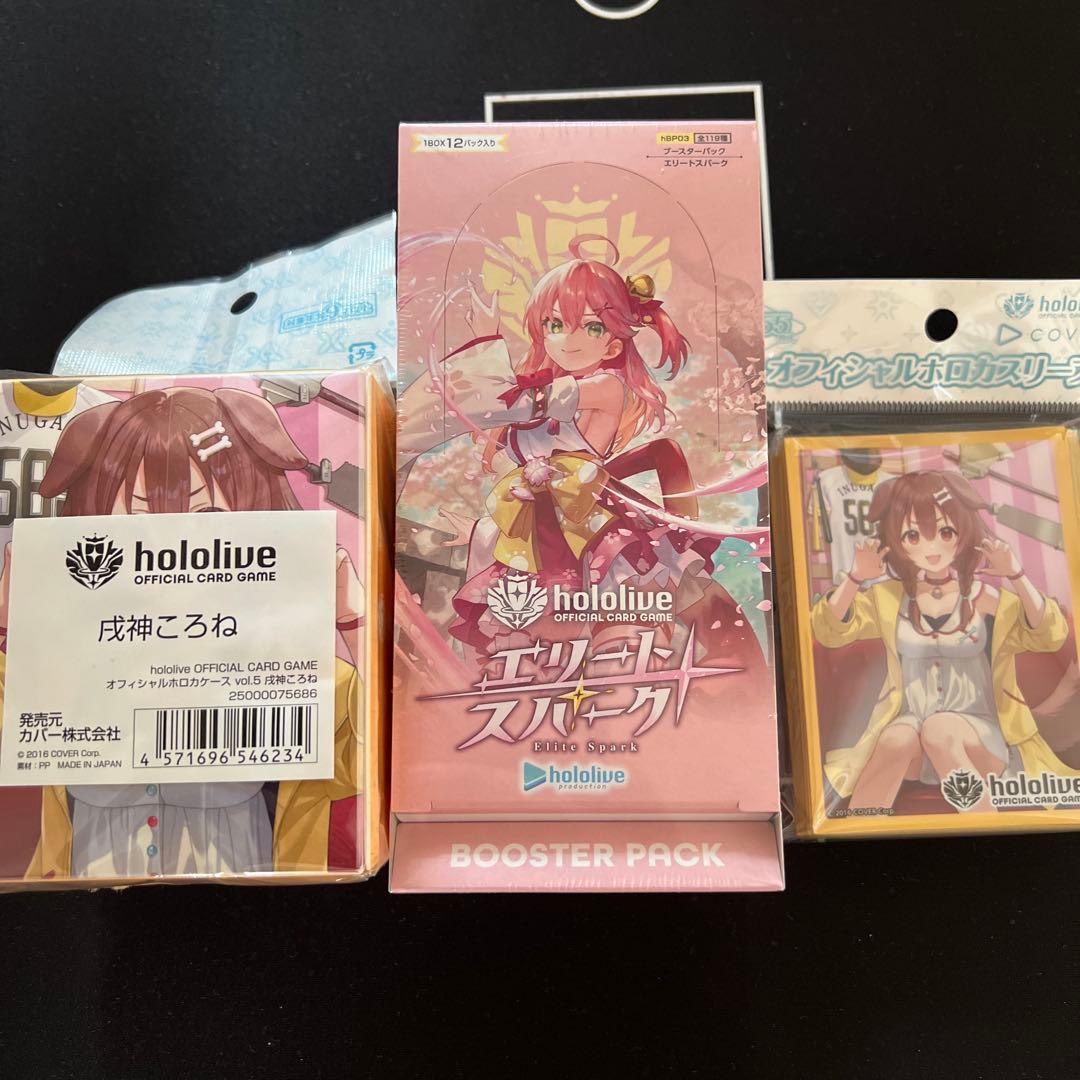 INUGA
58
hololive
OFFICIAL CARD GAME
戌神ころね
hololive OFFICIAL CARD GAME
オフィシャルホロカケース vol.5 戌神ころね
25000075686
発売元
カバー株式会社
© 2016 COVER Corp.
素材:PP MADE IN JAPAN
4 571696 546234
1BOX12パック入り
hBP03 全119種
ブースターパック
エリートスパーク
hololive
OFFICIAL CARD GAME
エリート
スパーク
Elite Spark
hololive
production
BOOSTER PACK
holo
OFFICIAL
COV
オフィシャルホロカスリー
INUGA
58
hololive
OFFICIAL CARD GAME
© 2016 COVER Corp.